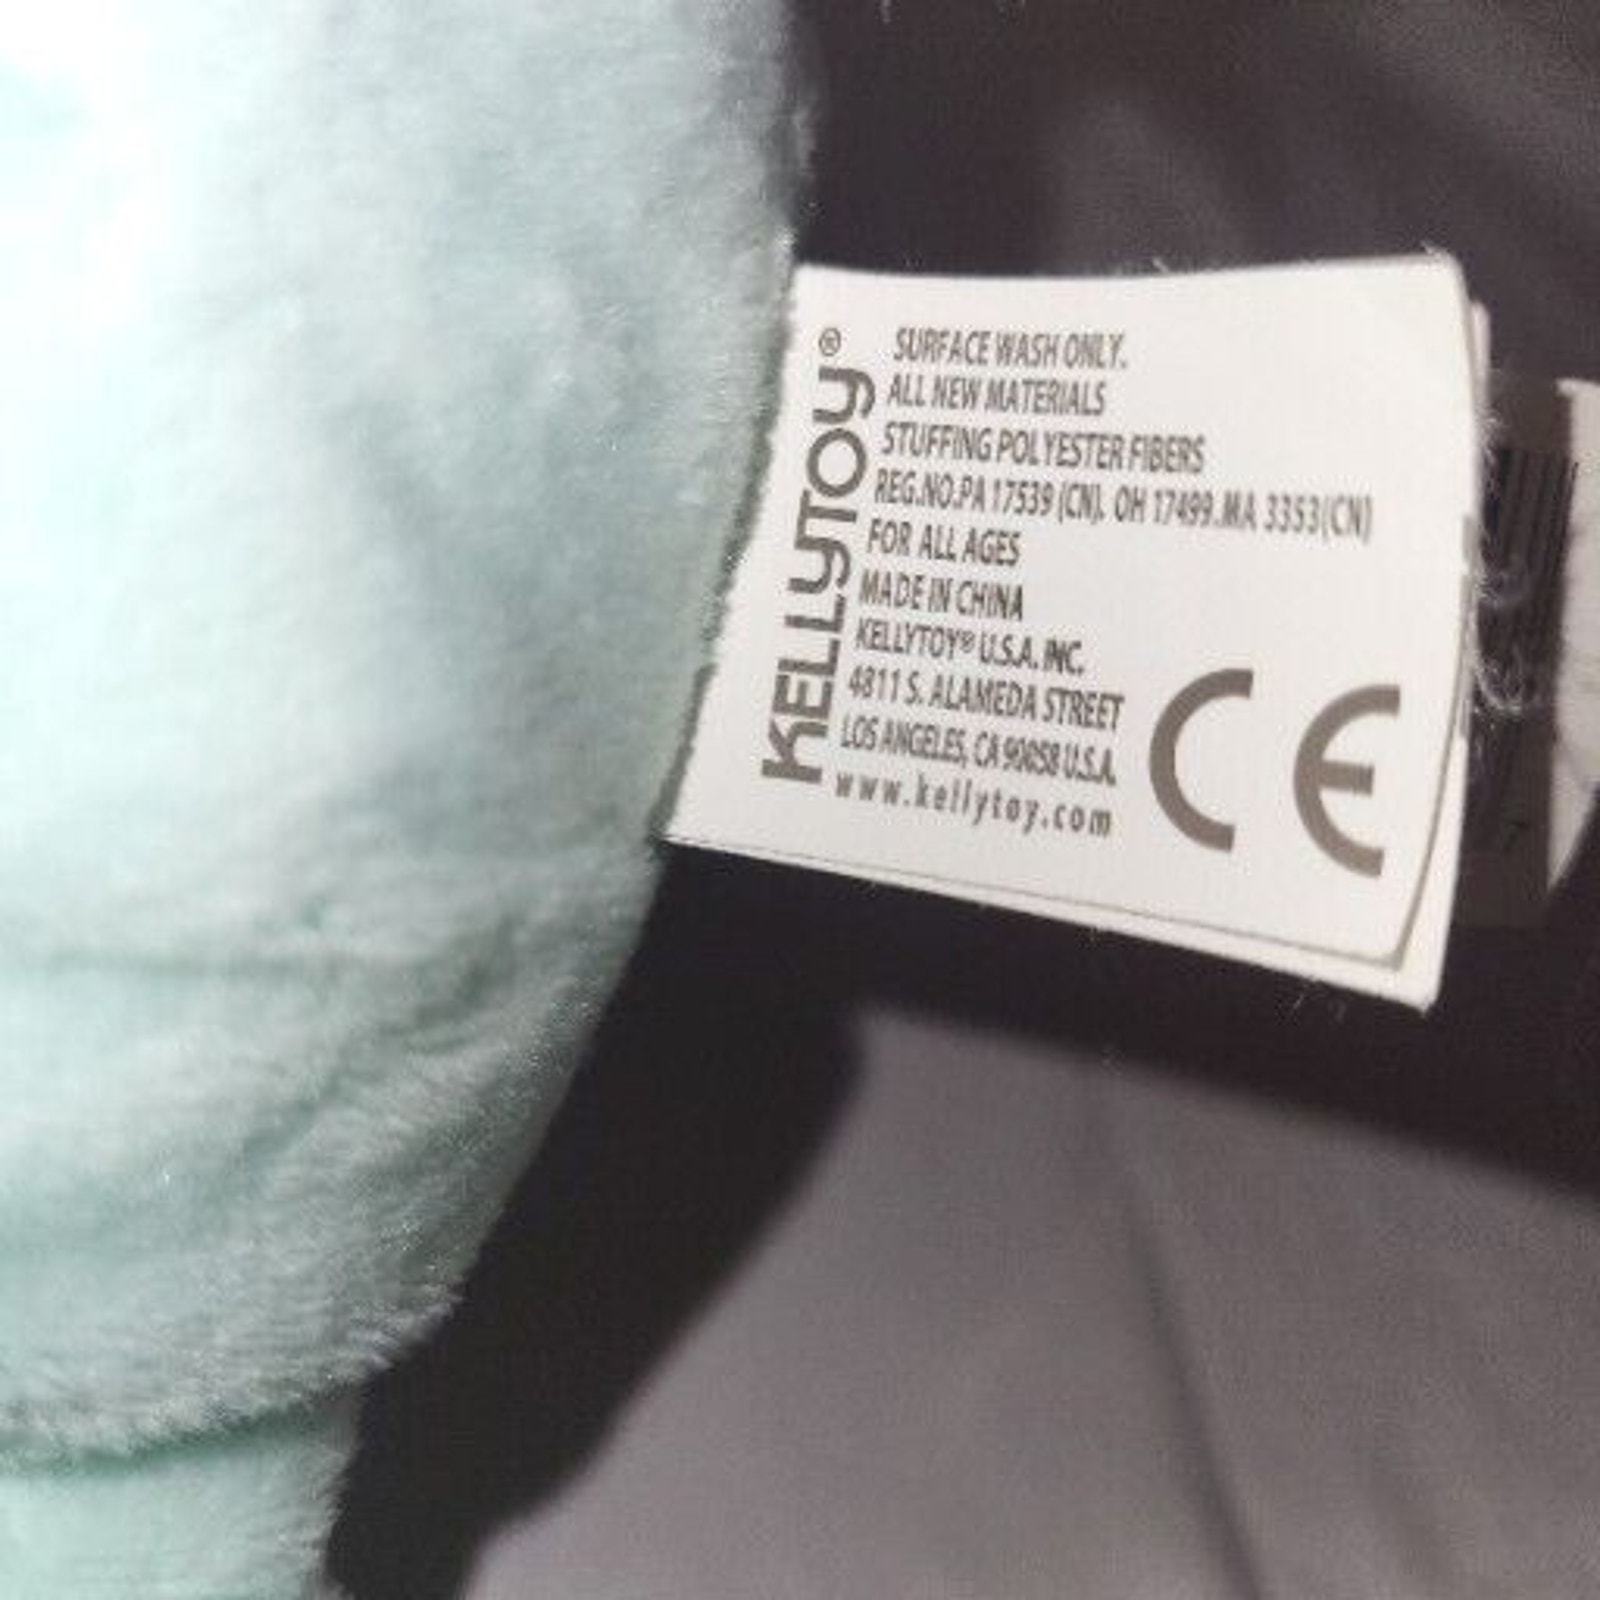 KELLYTOY®
SURFACE WASH ONLY.
ALL NEW MATERIALS
STUFFING POLYESTER FIBERS
REG.NO.PA 17539 (CN). OH 17499.MA 3353(CN)
FOR ALL AGES
MADE IN CHINA
KELLYTOY® U.S.A. INC.
4811 S. ALAMEDA STREET
LOS ANGELES, CA 90058 U.S.A.
www.kellytoy.com
CE